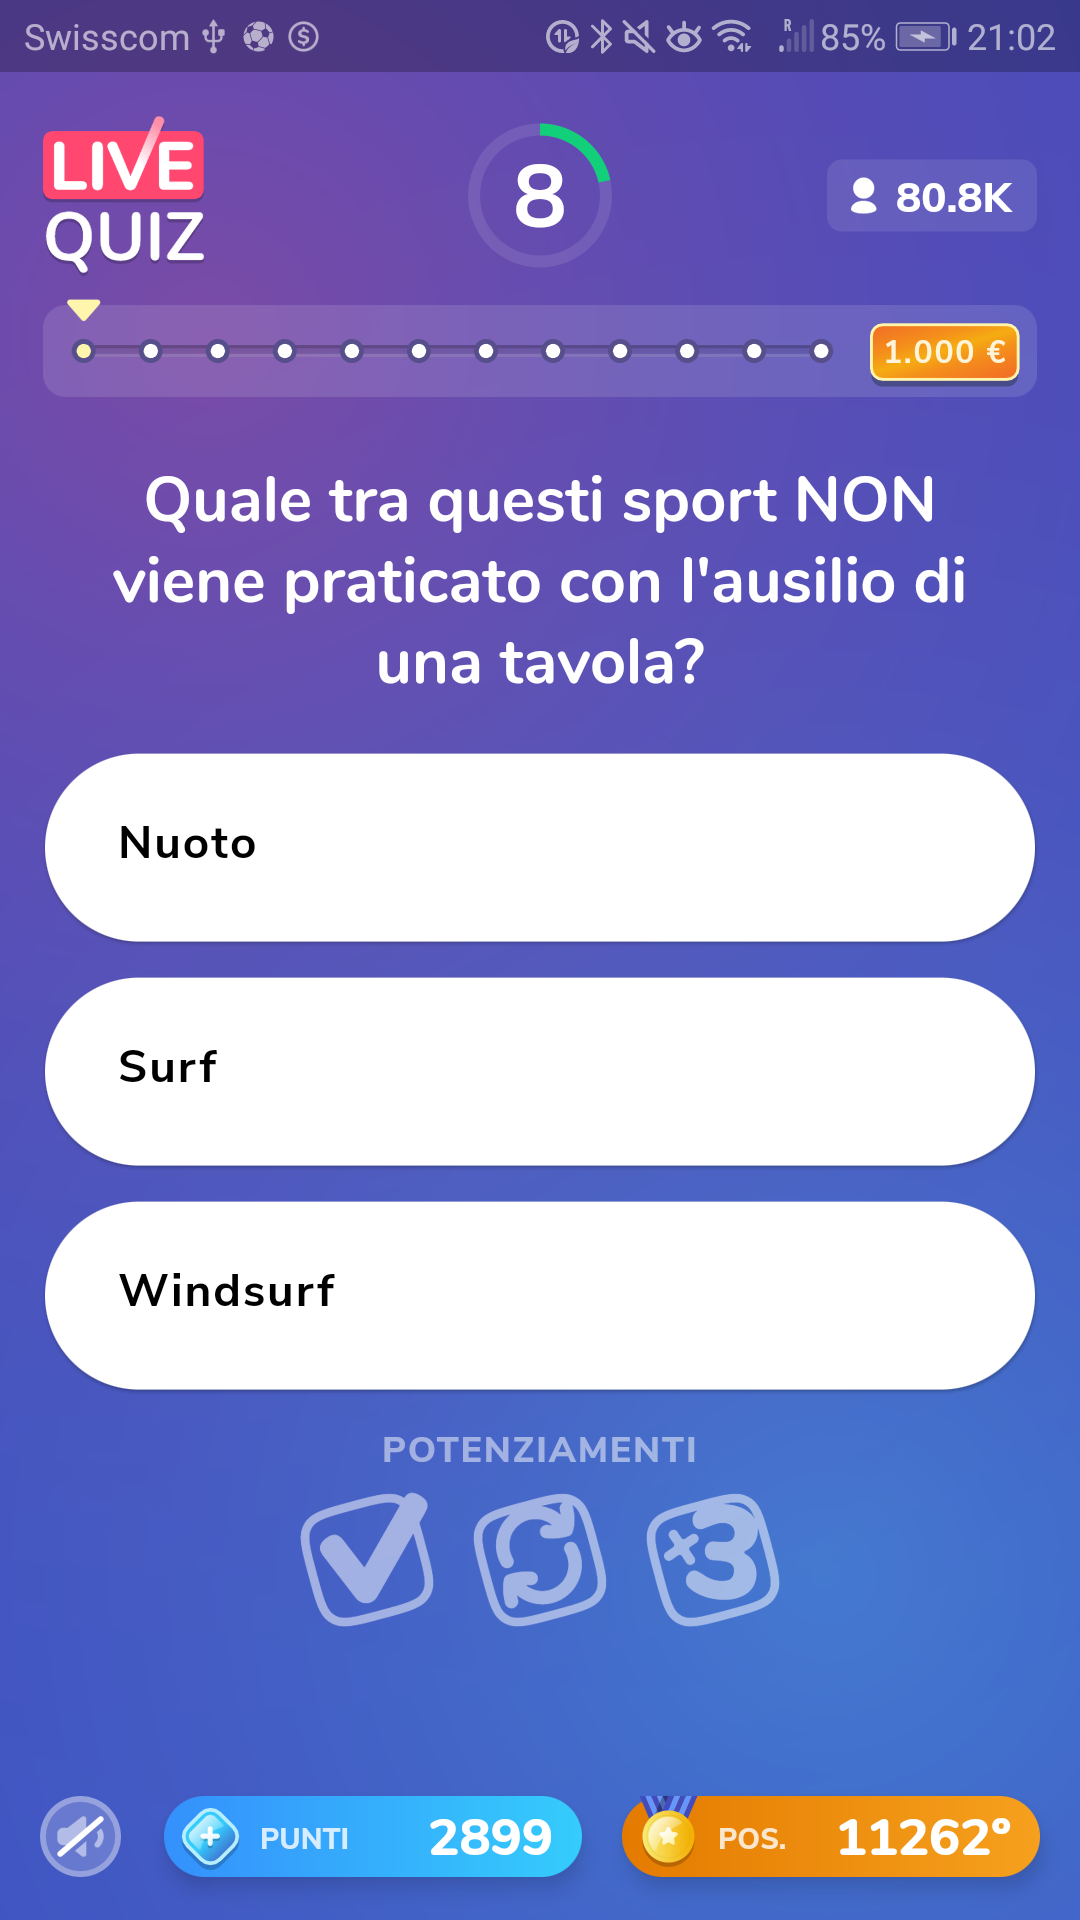 Swisscom 85% 21:02
LIVE
QUIZ
8
80.8K
1.000 €
Quale tra questi sport NON
viene praticato con l'ausilio di
una tavola?
Nuoto
Surf
Windsurf
POTENZIAMENTI
×3
PUNTI 2899
POS. 11262°